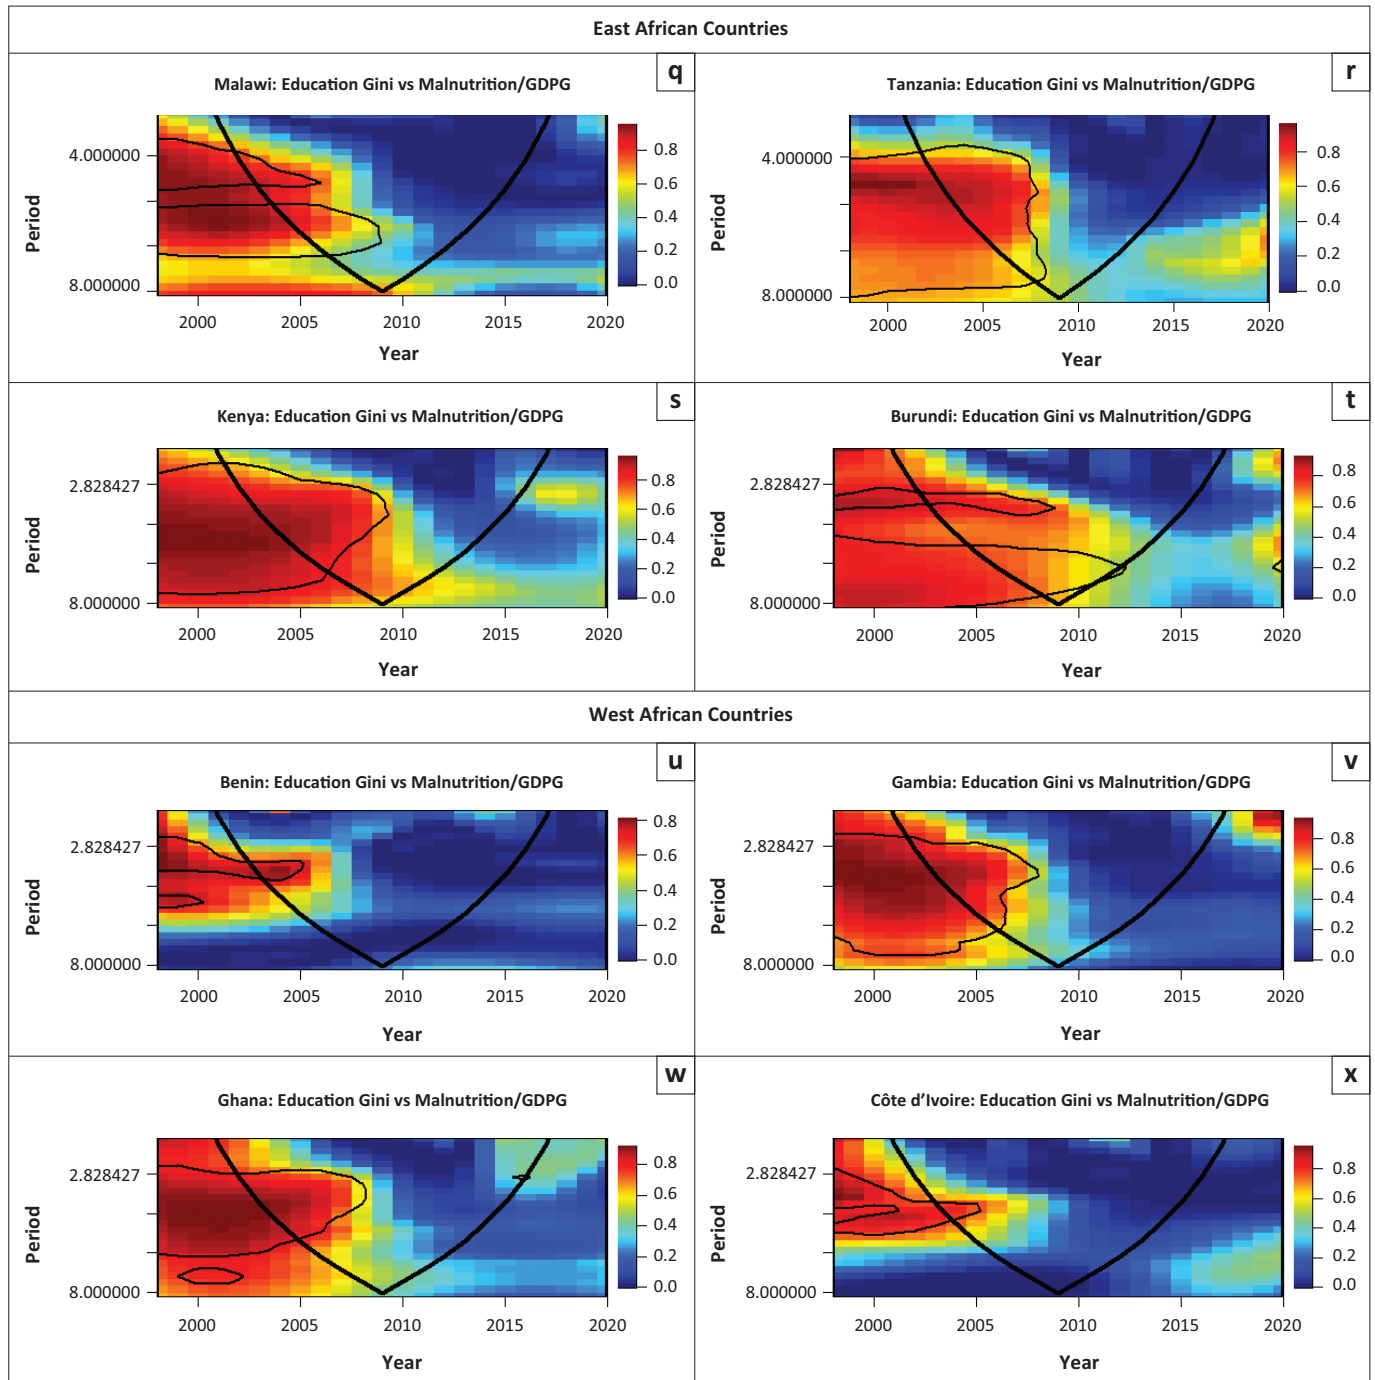 East African Countries
q
Malawi: Education Gini vs Malnutrition/GDPG
Period
4.000000
8.000000
0.8
0.6
0.4
0.2
0.0
2000 2005 2010 2015 2020
Year
r
Tanzania: Education Gini vs Malnutrition/GDPG
Period
4.000000
8.000000
0.8
0.6
0.4
0.2
0.0
2000 2005 2010 2015 2020
Year
s
Kenya: Education Gini vs Malnutrition/GDPG
Period
2.828427
8.000000
0.8
0.6
0.4
0.2
0.0
2000 2005 2010 2015 2020
Year
t
Burundi: Education Gini vs Malnutrition/GDPG
Period
2.828427
8.000000
0.8
0.6
0.4
0.2
0.0
2000 2005 2010 2015 2020
Year
West African Countries
u
Benin: Education Gini vs Malnutrition/GDPG
Period
2.828427
8.000000
0.8
0.6
0.4
0.2
0.0
2000 2005 2010 2015 2020
Year
v
Gambia: Education Gini vs Malnutrition/GDPG
Period
2.828427
8.000000
0.8
0.6
0.4
0.2
0.0
2000 2005 2010 2015 2020
Year
w
Ghana: Education Gini vs Malnutrition/GDPG
Period
2.828427
8.000000
0.8
0.6
0.4
0.2
0.0
2000 2005 2010 2015 2020
Year
x
Côte d’Ivoire: Education Gini vs Malnutrition/GDPG
Period
2.828427
8.000000
0.8
0.6
0.4
0.2
0.0
2000 2005 2010 2015 2020
Year